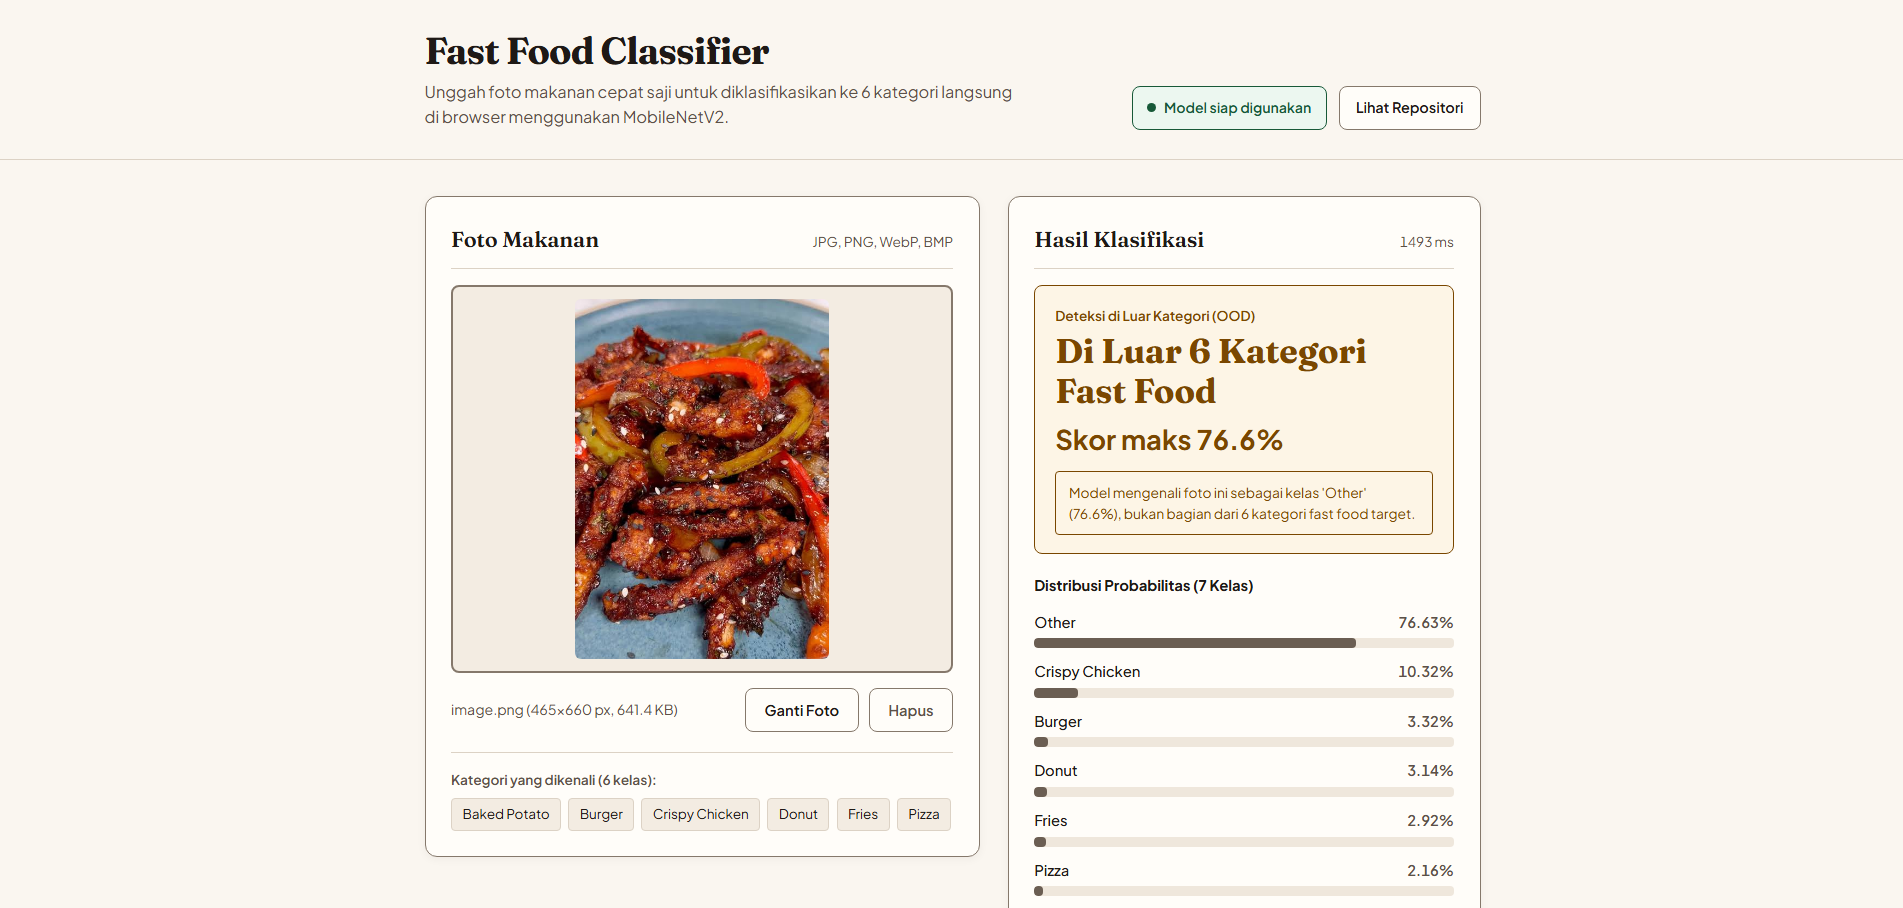 Fast Food Classifier
Unggah foto makanan cepat saji untuk diklasifikasikan ke 6 kategori langsung
di browser menggunakan MobileNetV2.
Model siap digunakan
Lihat Repositori
Foto Makanan
JPG, PNG, WebP, BMP
image.png (465×660 px, 641.4 KB)
Ganti Foto
Hapus
Kategori yang dikenali (6 kelas):
Baked Potato
Burger
Crispy Chicken
Donut
Fries
Pizza
Hasil Klasifikasi
1493 ms
Deteksi di Luar Kategori (OOD)
Di Luar 6 Kategori
Fast Food
Skor maks 76.6%
Model mengenali foto ini sebagai kelas 'Other'
(76.6%), bukan bagian dari 6 kategori fast food target.
Distribusi Probabilitas (7 Kelas)
Other 76.63%
Crispy Chicken 10.32%
Burger 3.32%
Donut 3.14%
Fries 2.92%
Pizza 2.16%